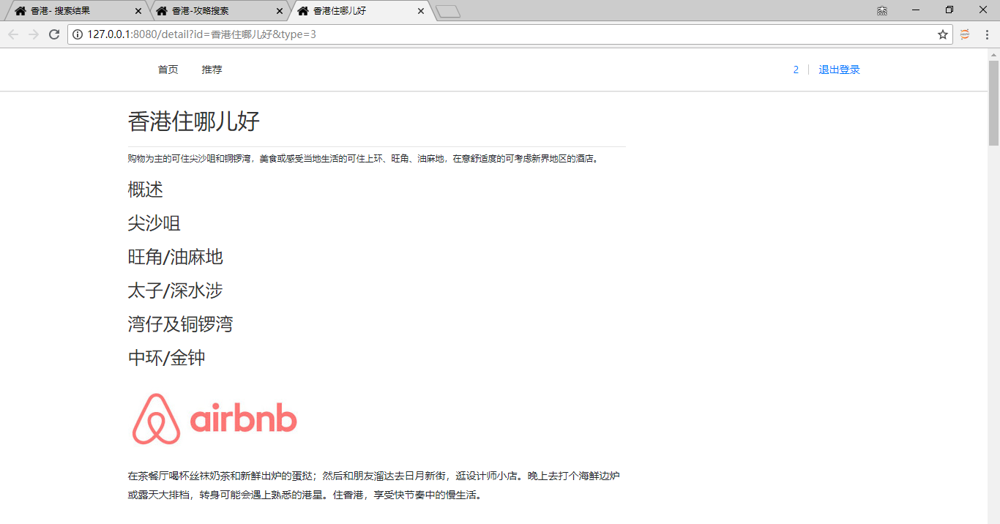 香港- 搜索结果
香港-攻略搜索
香港住哪儿好
127.0.0.1:8080/detail?id=香港住哪儿好&type=3
首页 推荐 2 退出登录
香港住哪儿好
购物为主的可住尖沙咀和铜锣湾，美食或感受当地生活的可住上环、旺角、油麻地，在意舒适度的可考虑新界地区的酒店。
概述
尖沙咀
旺角/油麻地
太子/深水涉
湾仔及铜锣湾
中环/金钟
airbnb
在茶餐厅喝杯丝袜奶茶和新鲜出炉的蛋挞；然后和朋友溜达去日月新街，逛设计师小店。晚上去打个海鲜边炉
或露天大排档，转身可能会遇上熟悉的港星。住香港，享受快节奏中的慢生活。